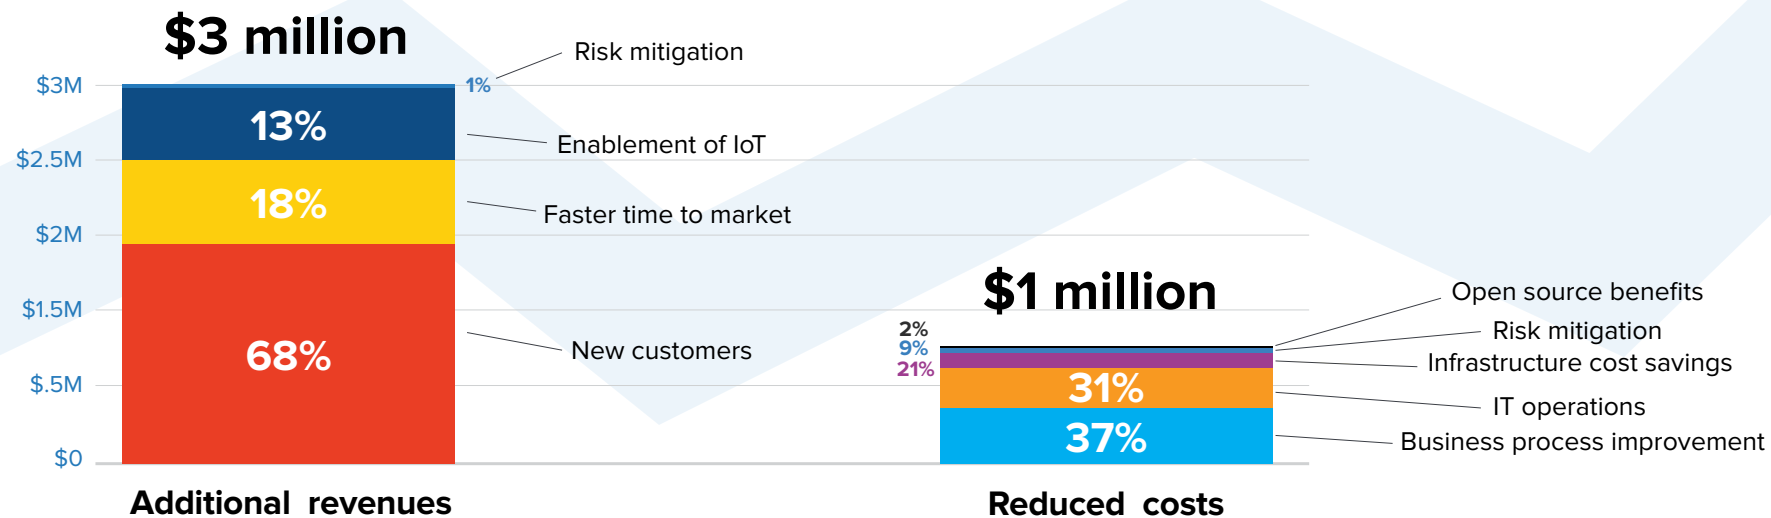 $3 million
Risk mitigation
$3M
1%
13%
Enablement of IoT
$2.5M
18%
Faster time to market
$2M
$1 million
Open source benefits
$1.5M
2%
Risk mitigation
9%
New customers
68%
Infrastructure cost savings
21%
$.5M
31%
IT operations
37%
Business process improvement
$0
Additional revenues
Reduced costs